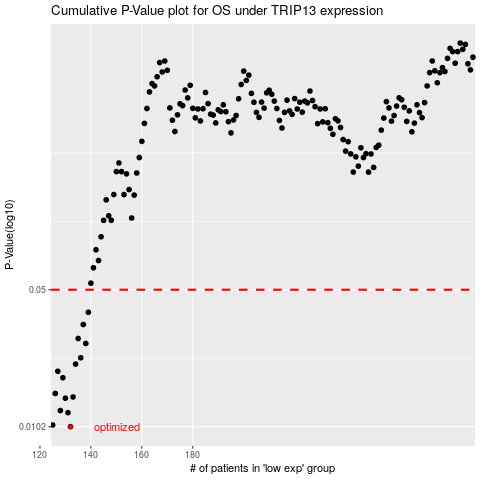 Cumulative P-Value plot for OS under TRIP13 expression
P-Value(log10)
0.05
0.0102
optimized
120 140 160 180
# of patients in 'low exp' group